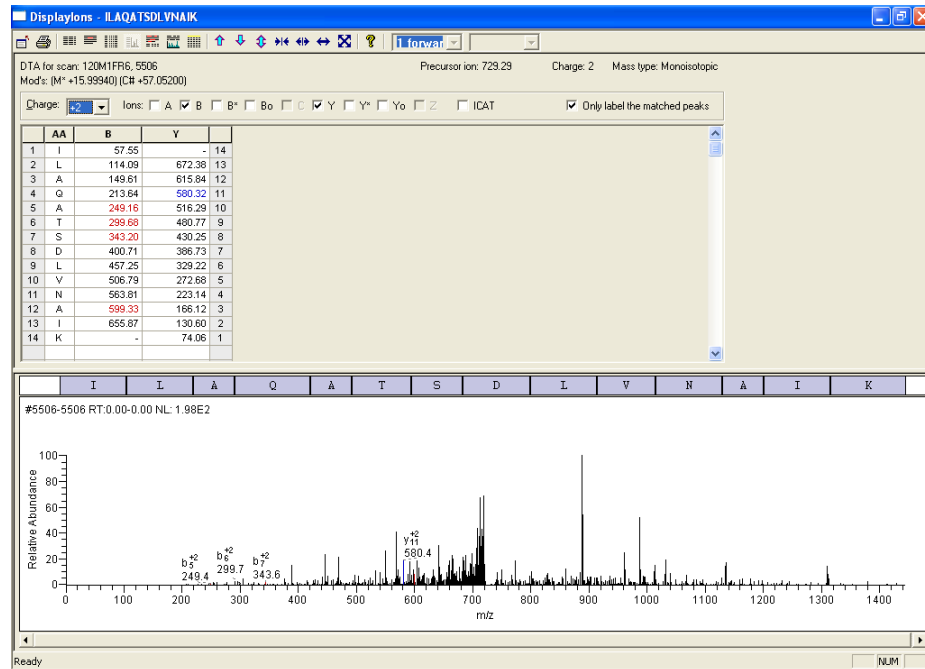 DisplayIons - ILAQATSDLVNAIK
1 forwar
DTA for scan: 120M1FR6, 5506 Precursor ion: 729.29 Charge: 2 Mass type: Monoisotopic
Mod's: (M* +15.99940) (C# +57.05200)
Charge: +2 Ions: A B B* Bo C Y Y* Yo Z ICAT Only label the matched peaks
AA B Y
1 I 57.55 - 14
2 L 114.09 672.38 13
3 A 149.61 615.84 12
4 Q 213.64 580.32 11
5 A 249.16 516.29 10
6 T 299.68 480.77 9
7 S 343.20 430.25 8
8 D 400.71 386.73 7
9 L 457.25 329.22 6
10 V 506.79 272.68 5
11 N 563.81 223.14 4
12 A 599.33 166.12 3
13 I 655.87 130.60 2
14 K - 74.06 1
I L A Q A T S D L V N A I K
#5506-5506 RT:0.00-0.00 NL: 1.98E2
Relative Abundance
100
80
60
40
20
0
b5+2
249.4
b6+2
299.7
b7+2
343.6
y11+2
580.4
0 100 200 300 400 500 600 700 800 900 1000 1100 1200 1300 1400
m/z
Ready NUM